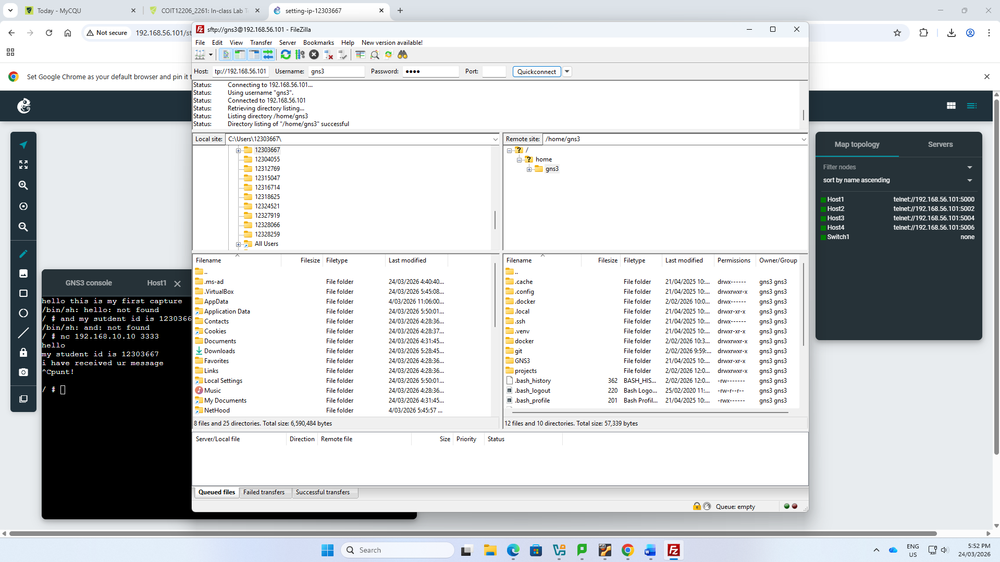 Today - MyCQU
COIT12206_2261: In-class Lab Te
setting-ip-12303667
Not secure
192.168.56.101/st
Set Google Chrome as your default browser and pin it t
sftp://gns3@192.168.56.101 - FileZilla
File Edit View Transfer Server Bookmarks Help New version available!
Host: tp://192.168.56.101 Username: gns3 Password: ●●●● Port: Quickconnect
Status: Connecting to 192.168.56.101...
Status: Using username "gns3".
Status: Connected to 192.168.56.101
Status: Retrieving directory listing...
Status: Listing directory /home/gns3
Status: Directory listing of "/home/gns3" successful
Local site: C:\Users\12303667\
12303667
12304055
12312769
12315047
12316714
12318625
12324521
12327919
12328066
12328259
All Users
Remote site: /home/gns3
/
home
gns3
Filename Filesize Filetype Last modified
..
.ms-ad File folder 24/03/2026 4:40:40...
.VirtualBox File folder 24/03/2026 5:45:08...
AppData File folder 4/03/2026 11:06:00...
Application Data File folder 24/03/2026 5:50:01...
Contacts File folder 24/03/2026 4:28:36...
Cookies File folder 24/03/2026 4:28:37...
Documents File folder 24/03/2026 4:31:45...
Downloads File folder 24/03/2026 5:28:45...
Favorites File folder 24/03/2026 4:28:36...
Links File folder 24/03/2026 4:28:36...
Local Settings File folder 24/03/2026 5:50:01...
Music File folder 24/03/2026 4:28:36...
My Documents File folder 24/03/2026 4:31:45...
NetHood File folder 4/03/2026 5:45:57 ...
8 files and 25 directories. Total size: 6,590,484 bytes
Filename Filesize Filetype Last modified Permissions Owner/Group
..
.cache File folder 21/04/2025 10:... drwx------ gns3 gns3
.config File folder 21/04/2025 10:... drwxrwxr-x gns3 gns3
.docker File folder 2/02/2026 10:0... drwx------ gns3 gns3
.local File folder 21/04/2025 10:... drwxr-xr-x gns3 gns3
.ssh File folder 21/04/2025 10:... drwx------ gns3 gns3
.venv File folder 21/04/2025 10:... drwxr-xr-x gns3 gns3
docker File folder 2/02/2026 10:3... drwxrwxr-x gns3 gns3
git File folder 2/02/2026 9:59:... drwxrwxr-x gns3 gns3
GNS3 File folder 21/04/2025 10:... drwxr-xr-x gns3 gns3
projects File folder 2/02/2026 12:0... drwxrwxr-x gns3 gns3
.bash_history 362 BASH_HIS... 2/02/2026 12:0... -rw------- gns3 gns3
.bash_logout 220 Bash Logo... 25/02/2020 11:... -rw-r--r-- gns3 gns3
.bash_profile 201 Bash Profil... 21/04/2025 10:... -rwx------ gns3 gns3
12 files and 10 directories. Total size: 57,339 bytes
Server/Local file Direction Remote file Size Priority Status
Queued files Failed transfers Successful transfers
Queue: empty
GNS3 console Host1
hello this is my first capture
/bin/sh: hello: not found
/ # and my sutdent id is 1230366
/bin/sh: and: not found
/ # nc 192.168.10.10 3333
hello
my student id is 12303667
i have received ur message
^Cpunt!
/ #
Map topology Servers
Filter nodes
sort by name ascending
Host1 telnet://192.168.56.101:5000
Host2 telnet://192.168.56.101:5002
Host3 telnet://192.168.56.101:5004
Host4 telnet://192.168.56.101:5006
Switch1 none
Search
ENG
US
5:52 PM
24/03/2026